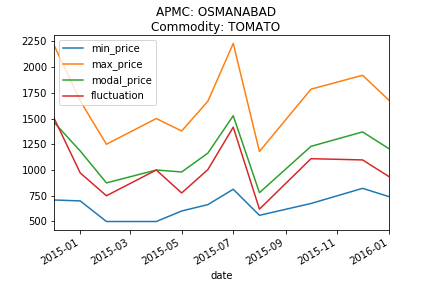 APMC: OSMANABAD
Commodity: TOMATO
2250
2000
1750
1500
1250
1000
750
500
min_price
max_price
modal_price
fluctuation
2015-01
2015-03
2015-05
2015-07
2015-09
2015-11
2016-01
date